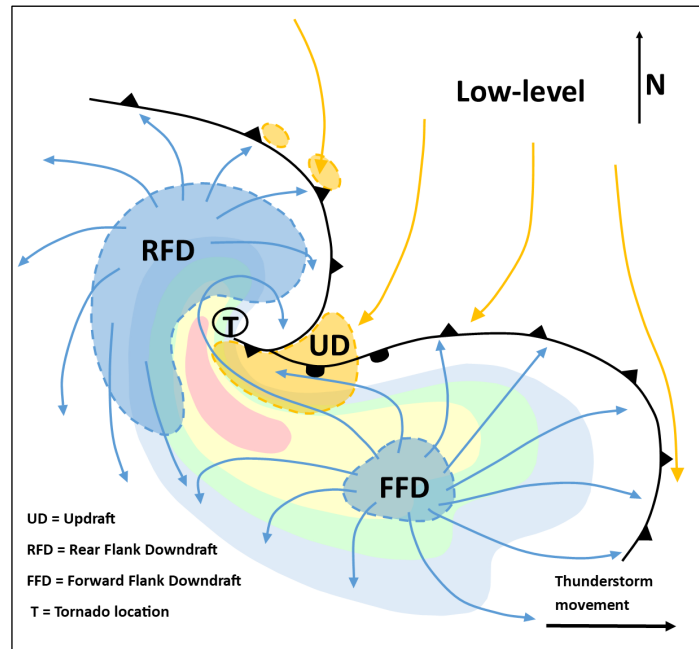 Low-level
N
RFD
T
UD
FFD
UD = Updraft
RFD = Rear Flank Downdraft
FFD = Forward Flank Downdraft
T = Tornado location
Thunderstorm
movement